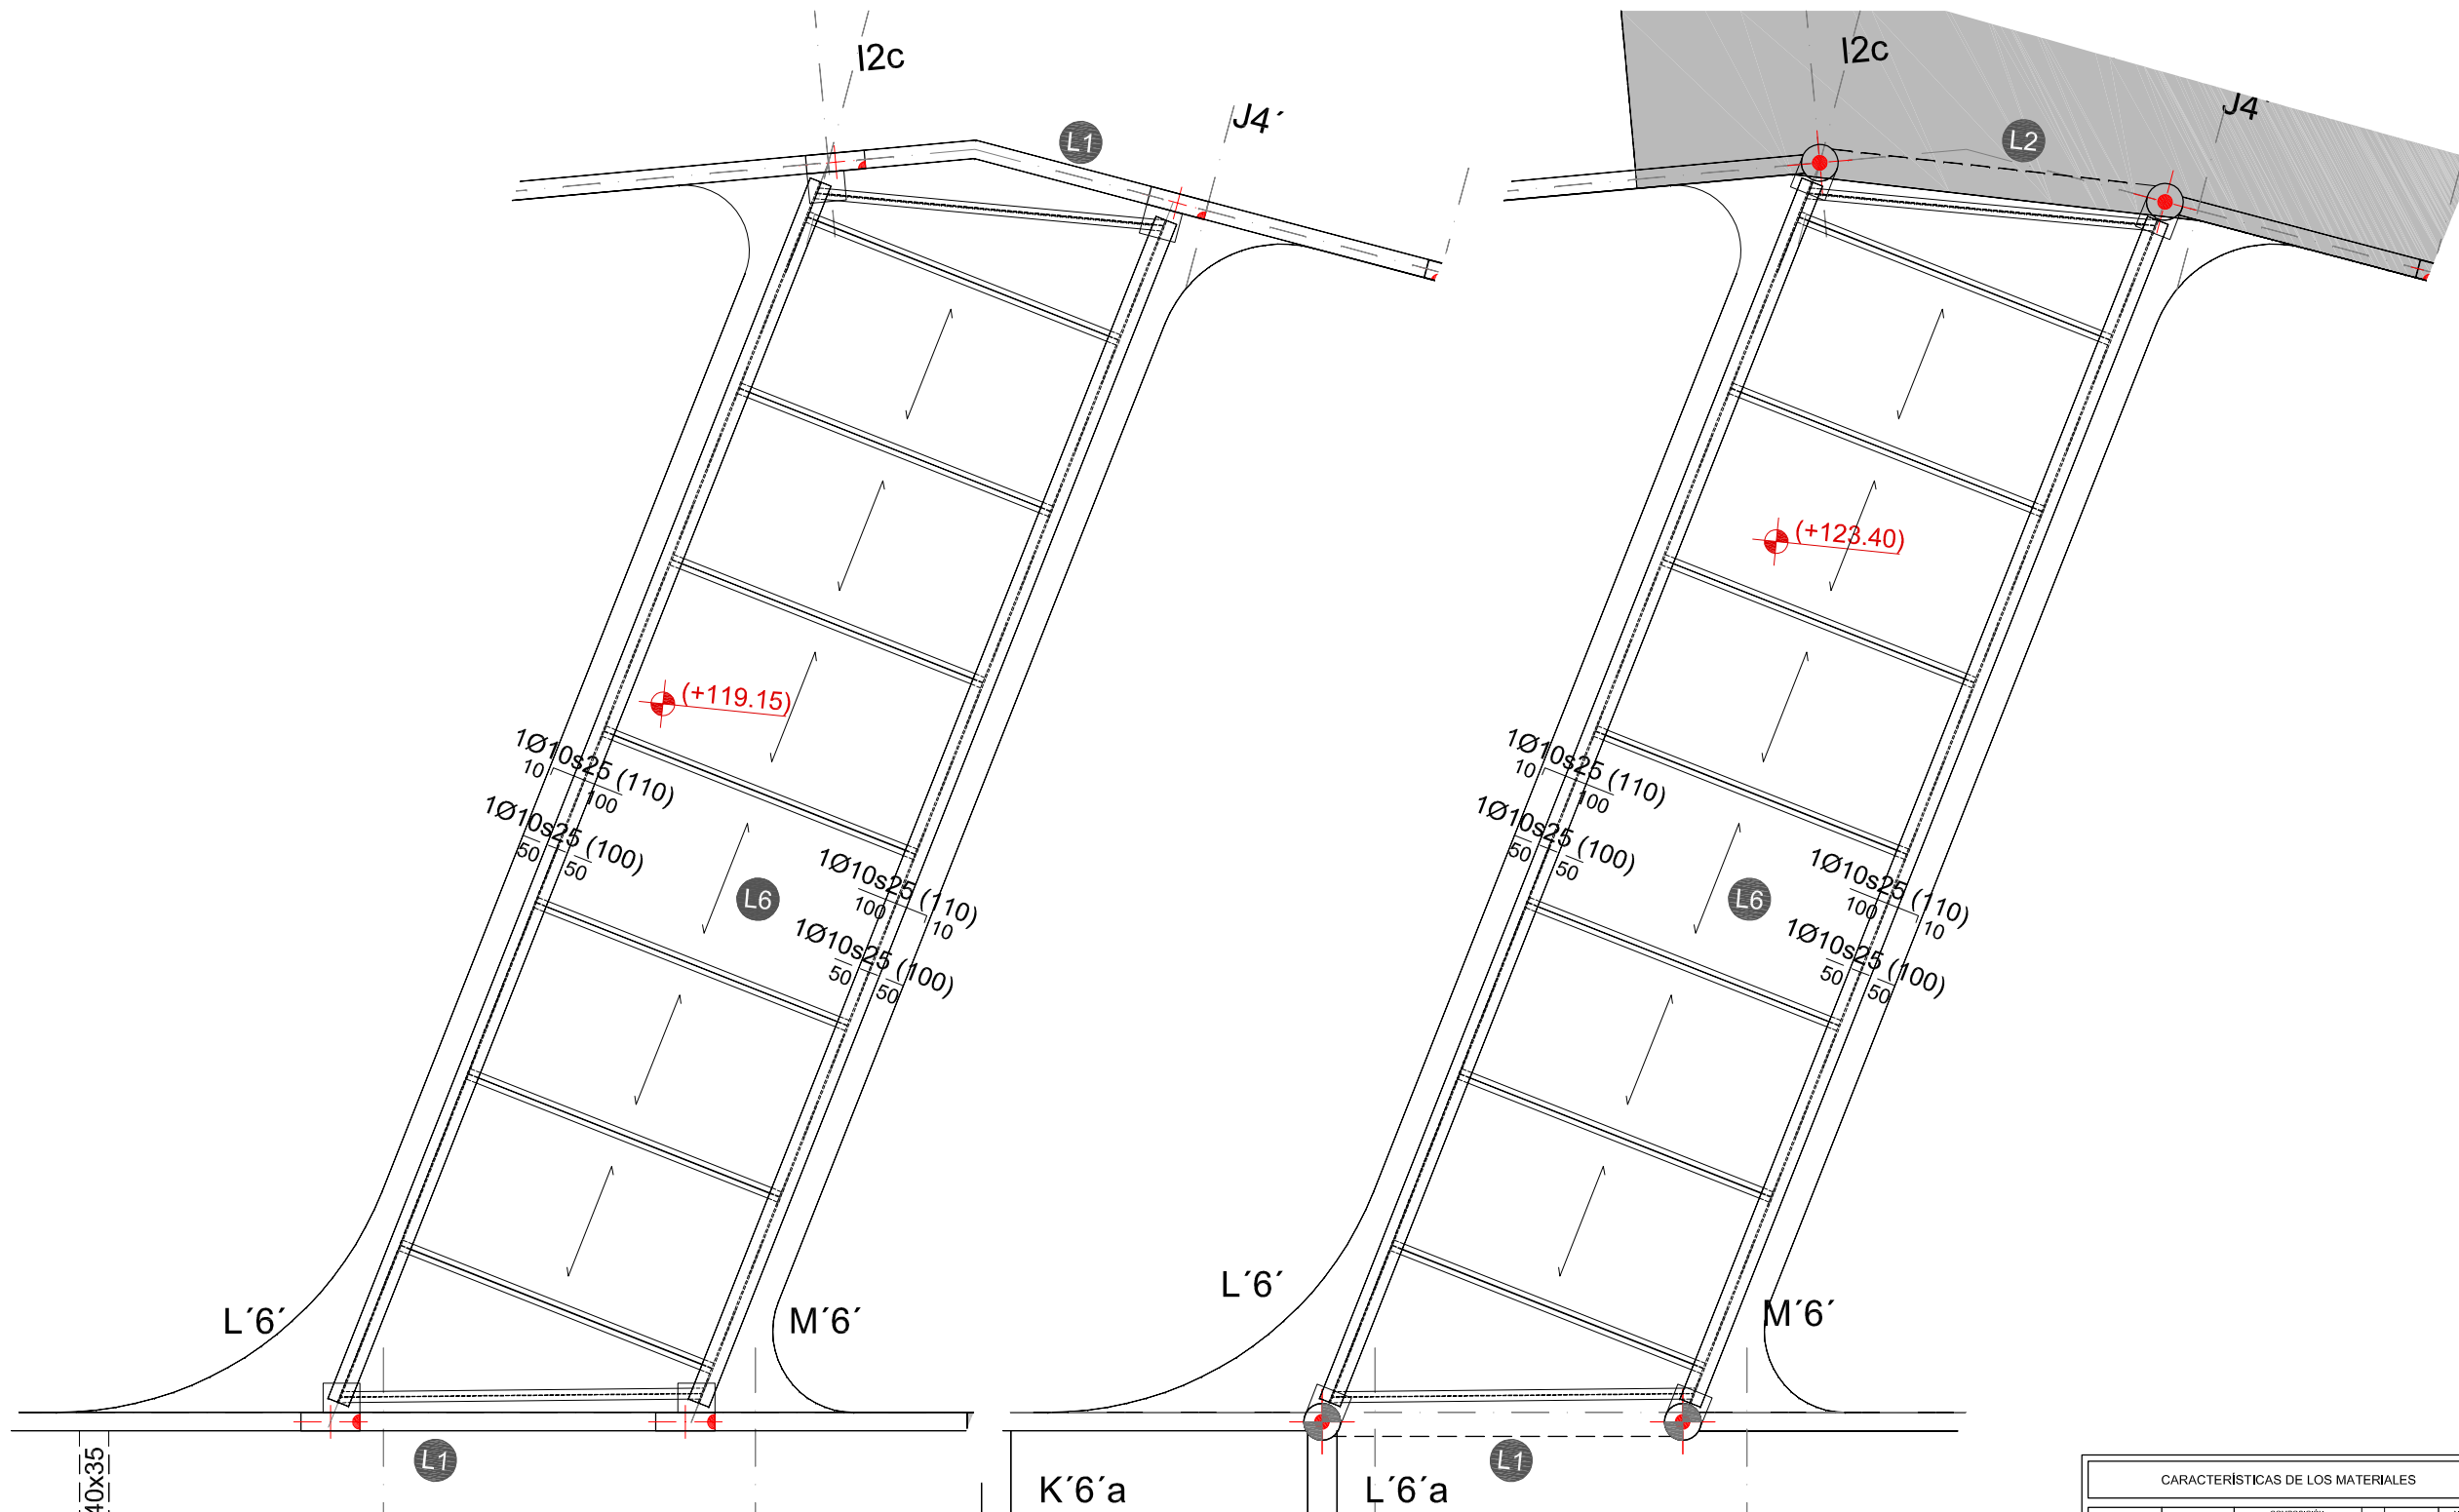 I2c
J4´
L1
(+119.15)
1Ø10s25 (110)
10
100
1Ø10s25 (100)
50
50
L6
1Ø10s25 (110)
100
10
1Ø10s25 (100)
50
50
L´6´
M´6´
L1
40x35
I2c
J4´
L2
(+123.40)
1Ø10s25 (110)
10
100
1Ø10s25 (100)
50
50
L6
1Ø10s25 (110)
100
10
1Ø10s25 (100)
50
50
L´6´
M´6´
L1
K´6´a
L´6´a
CARACTERÍSTICAS DE LOS MATERIALES